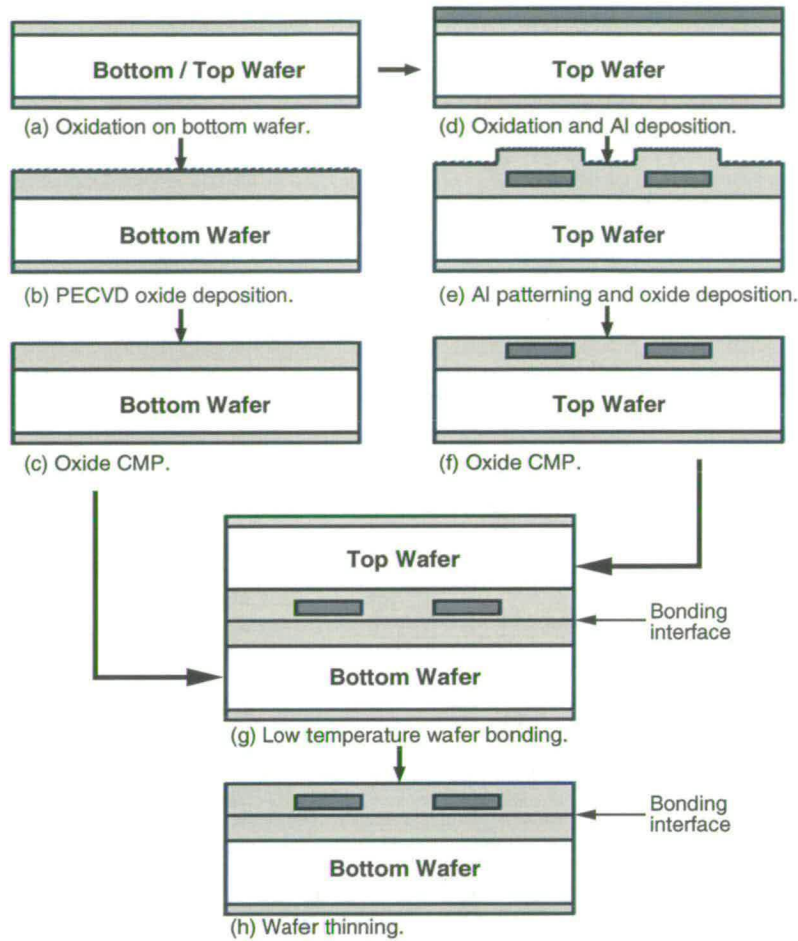 Bottom / Top Wafer
(a) Oxidation on bottom wafer.
Top Wafer
(d) Oxidation and Al deposition.
Bottom Wafer
(b) PECVD oxide deposition.
Top Wafer
(e) Al patterning and oxide deposition.
Bottom Wafer
(c) Oxide CMP.
Top Wafer
(f) Oxide CMP.
Top Wafer
Bonding
interface
Bottom Wafer
(g) Low temperature wafer bonding.
Bonding
interface
Bottom Wafer
(h) Wafer thinning.